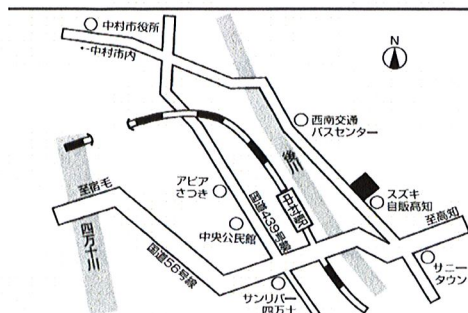 中村市役所
←中村市内
N
西南交通
バスセンター
後川
至宿毛
アピア
さつき
国道439号線
中村駅
スズキ
自販高知
至高知
四万十川
中央公民館
国道56号線
サニー
タウン
サンリバー
四万十